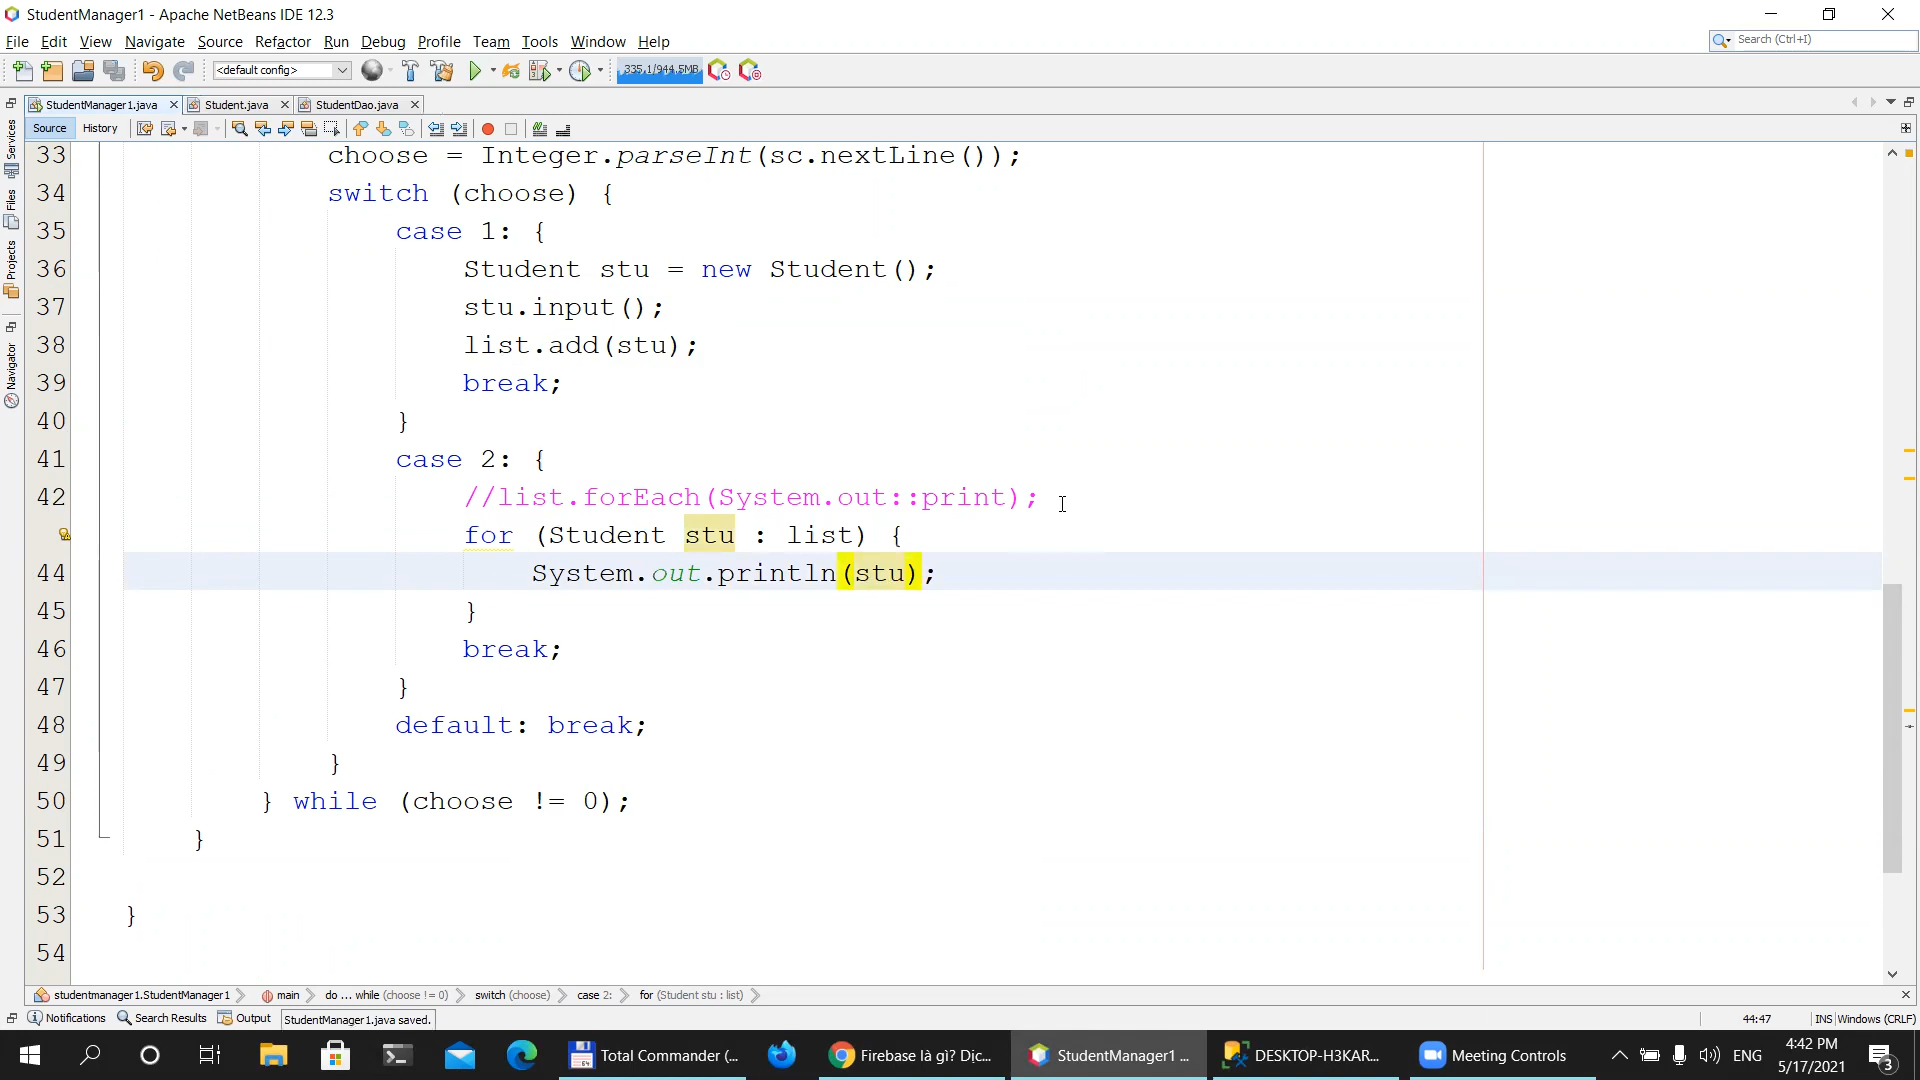 StudentManager1 - Apache NetBeans IDE 12.3
File Edit View Navigate Source Refactor Run Debug Profile Team Tools Window Help
Search (Ctrl+I)
<default config>
335.1/944.5MB
StudentManager1.java Student.java StudentDao.java
Source History
Services
Files
Projects
Navigator
33 choose = Integer.parseInt(sc.nextLine());
34 switch (choose) {
35 case 1: {
36 Student stu = new Student();
37 stu.input();
38 list.add(stu);
39 break;
40 }
41 case 2: {
42 //list.forEach(System.out::print);
for (Student stu : list) {
44 System.out.println(stu);
45 }
46 break;
47 }
48 default: break;
49 }
50 } while (choose != 0);
51 }
52
53 }
54
studentmanager1.StudentManager1 main do ... while (choose != 0) switch (choose) case 2: for (Student stu : list)
Notifications Search Results Output StudentManager1.java saved. 44:47 INS Windows (CRLF)
Total Commander (... Firebase là gì? Dịc... StudentManager1 ... DESKTOP-H3KAR... Meeting Controls ENG 4:42 PM
5/17/2021
3